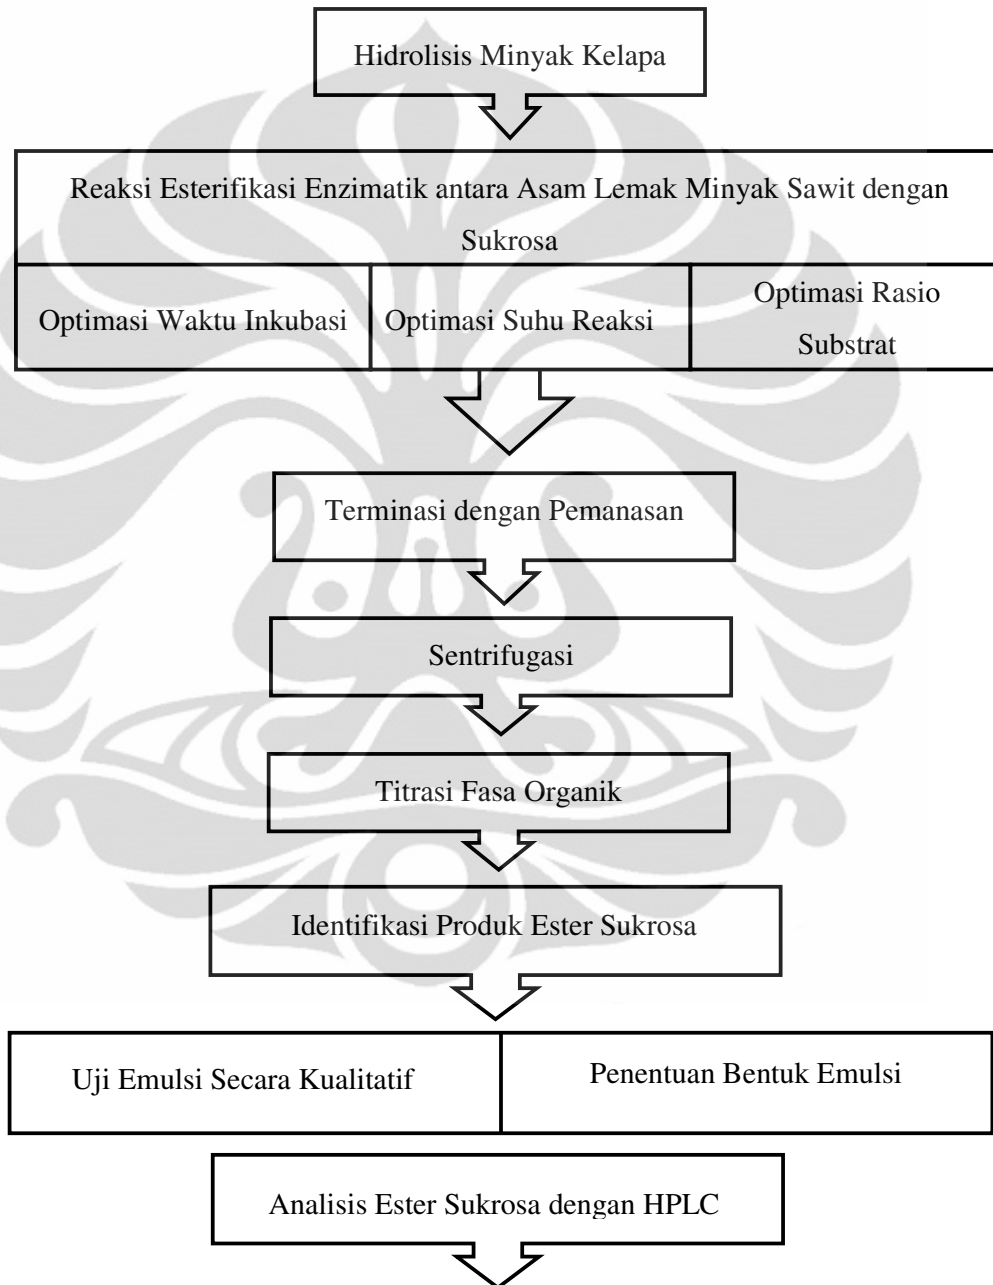 Hidrolisis Minyak Kelapa
Reaksi Esterifikasi Enzimatik antara Asam Lemak Minyak Sawit dengan
Sukrosa
Optimasi Waktu Inkubasi
Optimasi Suhu Reaksi
Optimasi Rasio
Substrat
Terminasi dengan Pemanasan
Sentrifugasi
Titrasi Fasa Organik
Identifikasi Produk Ester Sukrosa
Uji Emulsi Secara Kualitatif
Penentuan Bentuk Emulsi
Analisis Ester Sukrosa dengan HPLC